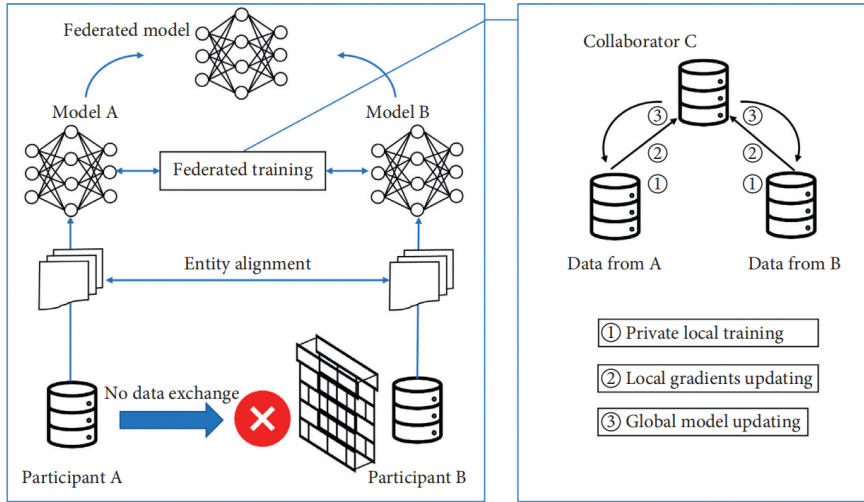 Federated model
Model A
Model B
Federated training
Entity alignment
No data exchange
Participant A
Participant B
Collaborator C
③
③
②
②
①
①
Data from A
Data from B
① Private local training
② Local gradients updating
③ Global model updating